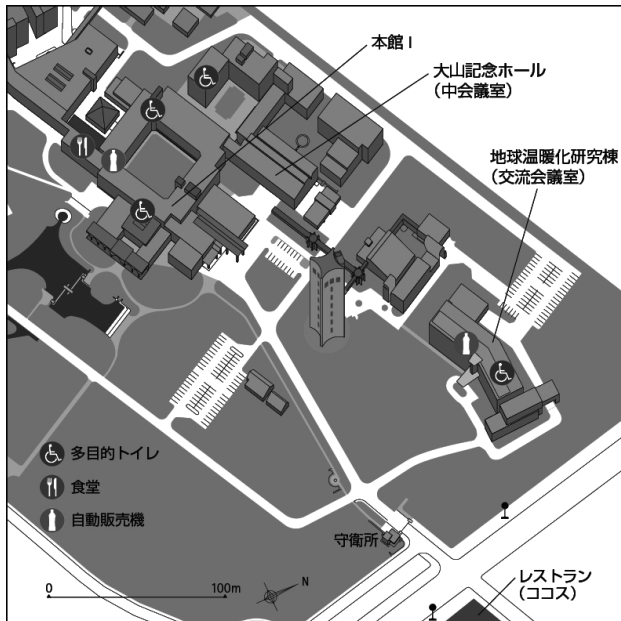 本館 I
大山記念ホール
(中会議室)
地球温暖化研究棟
(交流会議室)
多目的トイレ
食堂
自動販売機
守衛所
0
100m
N
レストラン
(ココス)